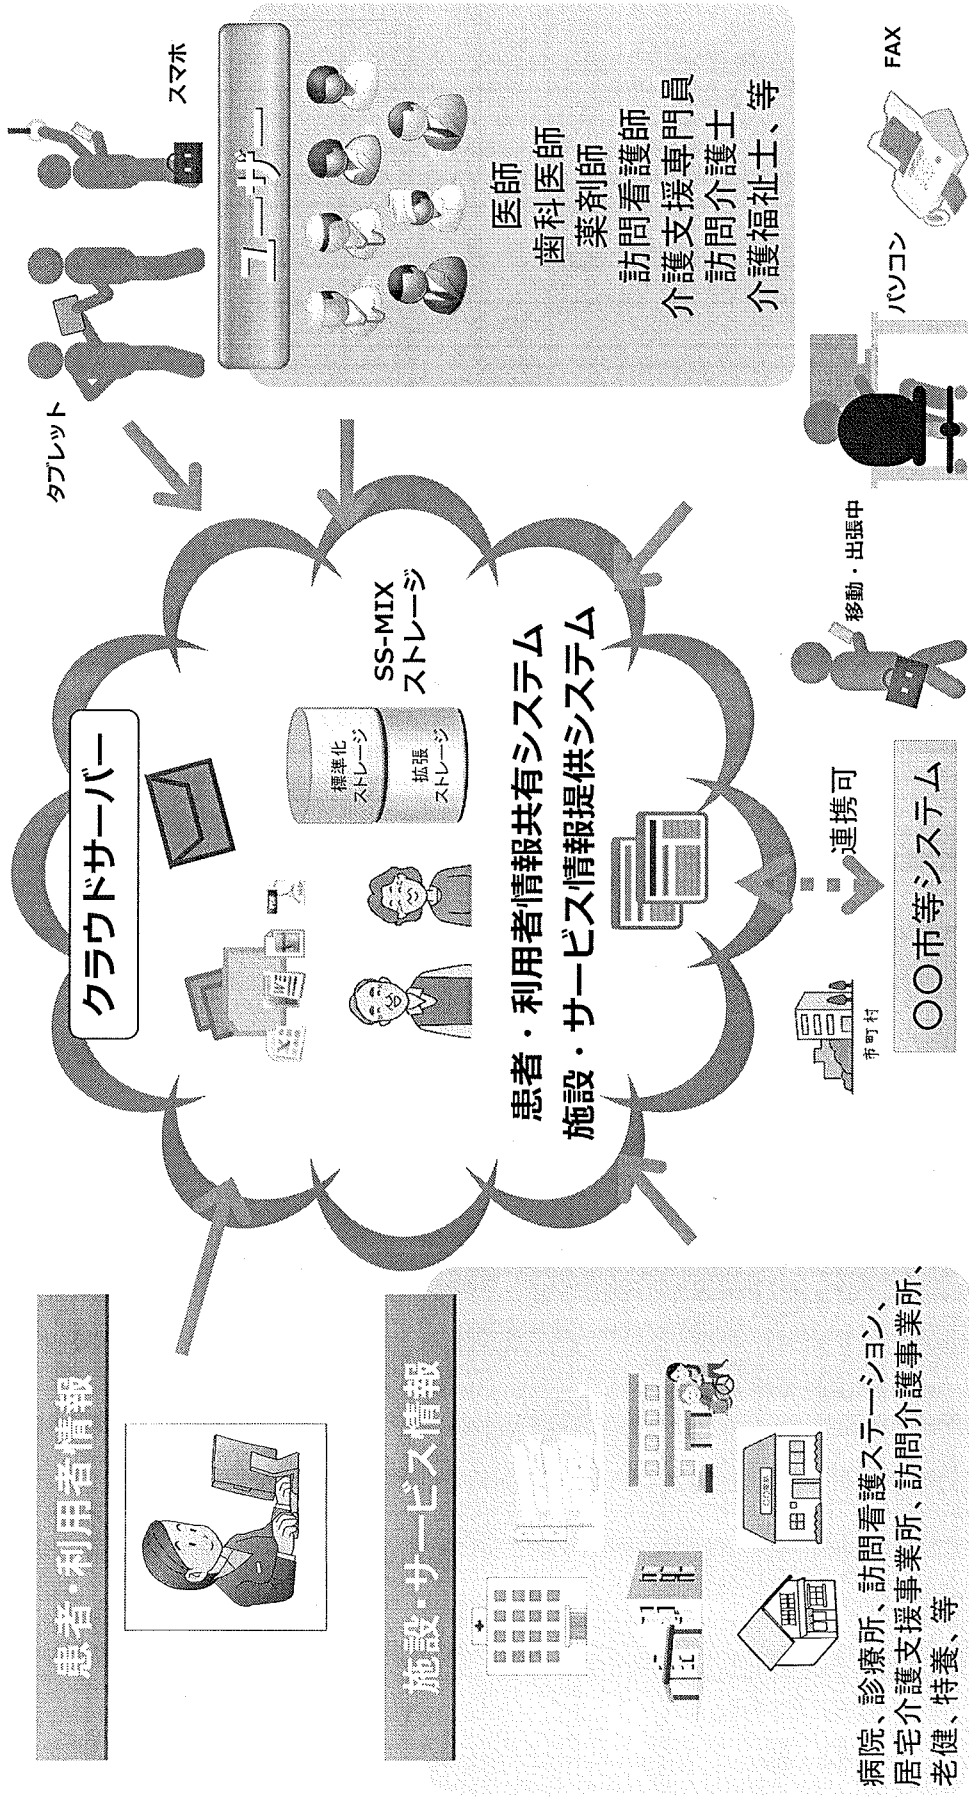 患者・利用者情報
施設・サービス情報
病院、診療所、訪問看護ステーション、
居宅介護支援事業所、訪問介護事業所、
老健、特養、等
クラウドサーバー
標準化
ストレージ
拡張
ストレージ
SS-MIX
ストレージ
患者・利用者情報共有システム
施設・サービス情報提供システム
市町村
連携可
〇〇市等システム
タブレット
スマホ
ユーザー
医師
歯科医師
薬剤師
訪問看護師
介護支援専門員
訪問介護士
介護福祉士、等
移動・出張中
パソコン
FAX